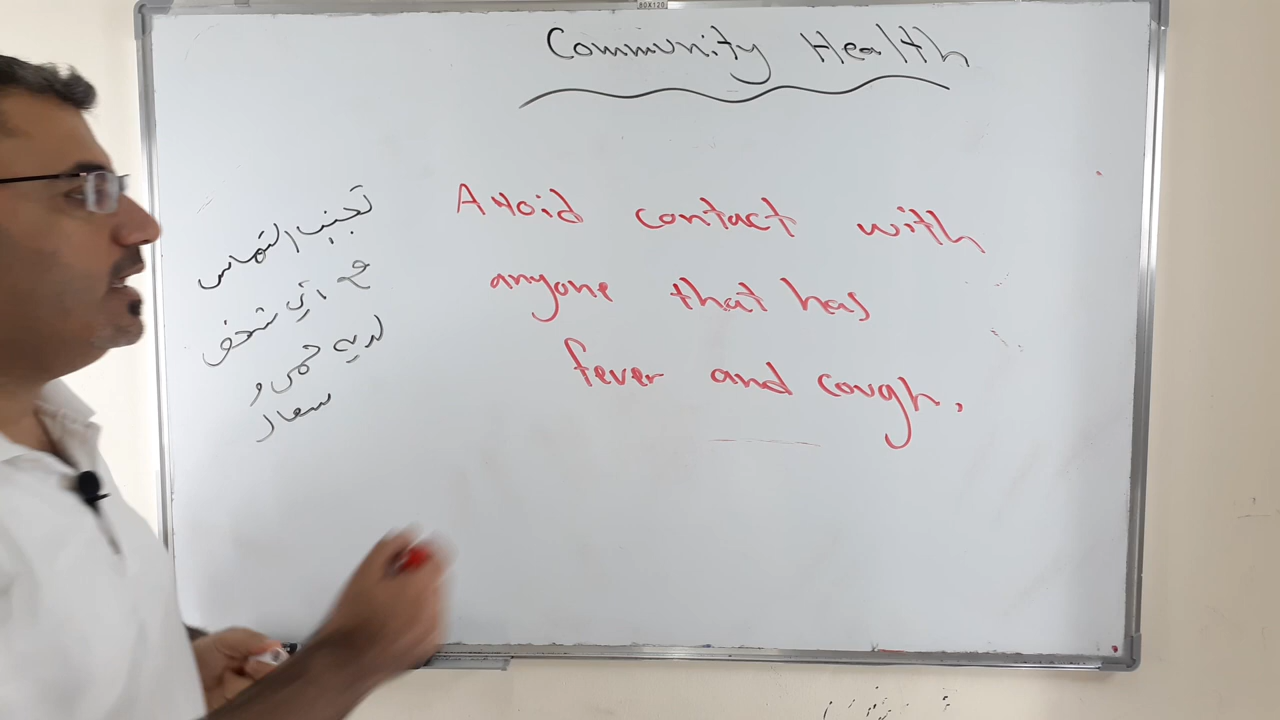 80X120
Community Health
Avoid contact with
anyone that has
fever and cough.
تجنب التماس
مع أي شخص
لديه حمى و
سعال